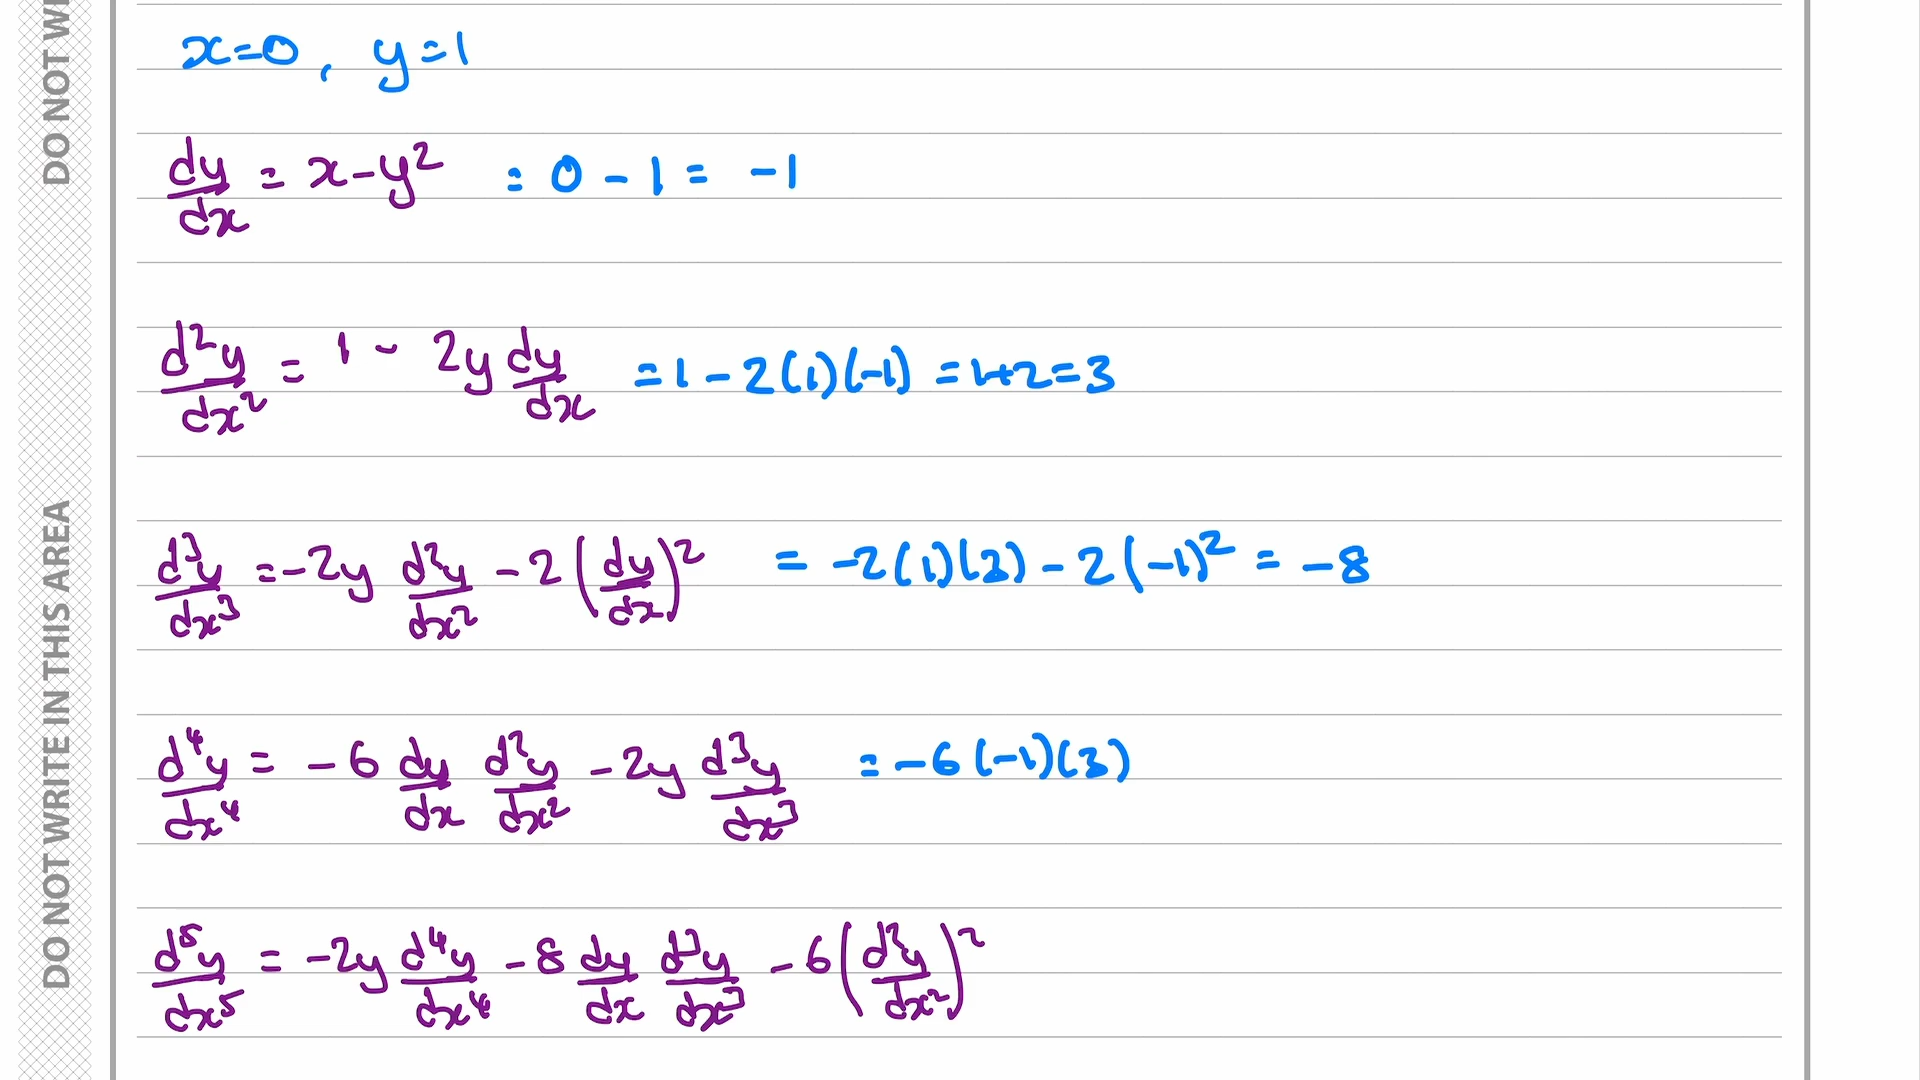 DO NOT WR
DO NOT WRITE IN THIS AREA
x=0, y=1
dy/dx = x-y² = 0 - 1 = -1
d²y/dx² = 1 - 2y dy/dx = 1 - 2(1)(-1) = 1+2 = 3
d³y/dx³ = -2y d²y/dx² - 2(dy/dx)² = -2(1)(3) - 2(-1)² = -8
d⁴y/dx⁴ = -6 dy/dx d²y/dx² - 2y d³y/dx³ = -6(-1)(3)
d⁵y/dx⁵ = -2y d⁴y/dx⁴ - 8 dy/dx d³y/dx³ - 6(d²y/dx²)²